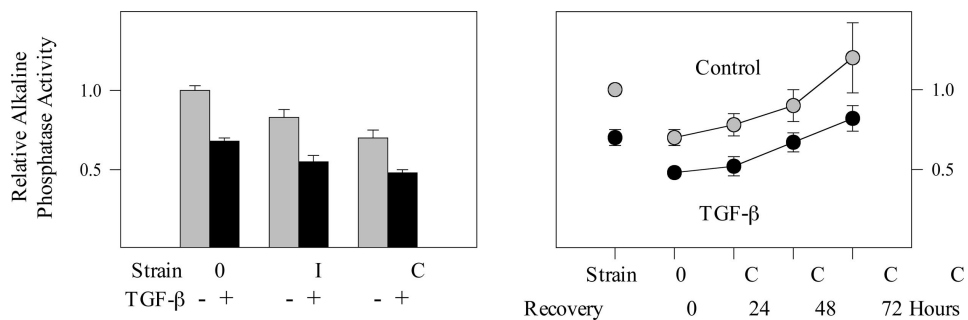 Relative Alkaline
Phosphatase Activity
1.0
0.5
Strain 0 I C
TGF-β - + - + - +
Control
TGF-β
1.0
0.5
Strain 0 C C C C
Recovery 0 24 48 72 Hours